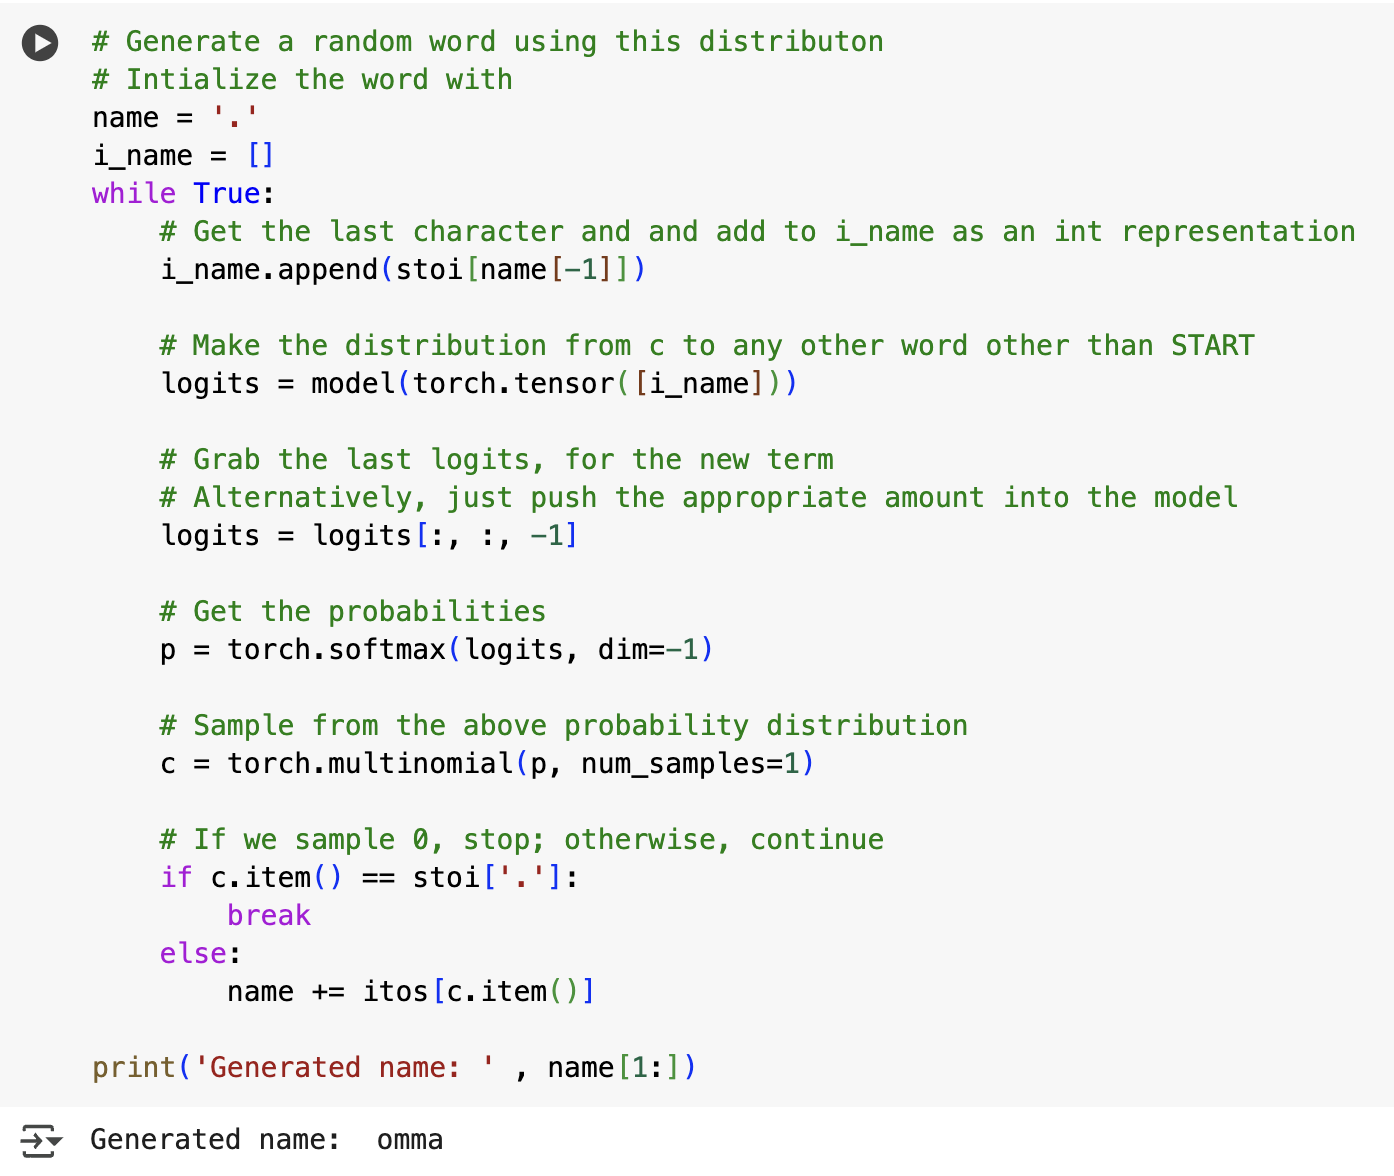 # Generate a random word using this distributon
# Intialize the word with
name = '.'
i_name = []
while True:
    # Get the last character and and add to i_name as an int representation
    i_name.append(stoi[name[-1]])
    # Make the distribution from c to any other word other than START
    logits = model(torch.tensor([i_name]))
    # Grab the last logits, for the new term
    # Alternatively, just push the appropriate amount into the model
    logits = logits[:, :, -1]
    # Get the probabilities
    p = torch.softmax(logits, dim=-1)
    # Sample from the above probability distribution
    c = torch.multinomial(p, num_samples=1)
    # If we sample 0, stop; otherwise, continue
    if c.item() == stoi['.']:
        break
    else:
        name += itos[c.item()]
print('Generated name: ' , name[1:])
Generated name:  omma